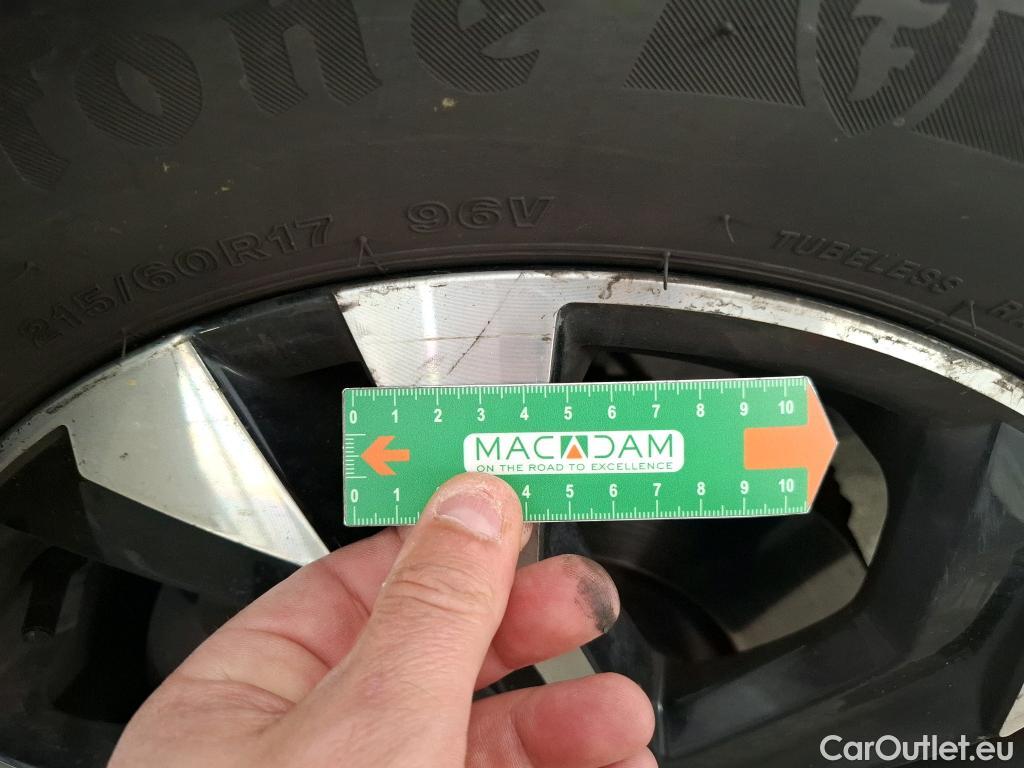 stone
F
215/60R17 96V TUBELESS
0 1 2 3 4 5 6 7 8 9 10
MACADAM
ON THE ROAD TO EXCELLENCE
0 1 4 5 6 7 8 9 10
CarOutlet.eu